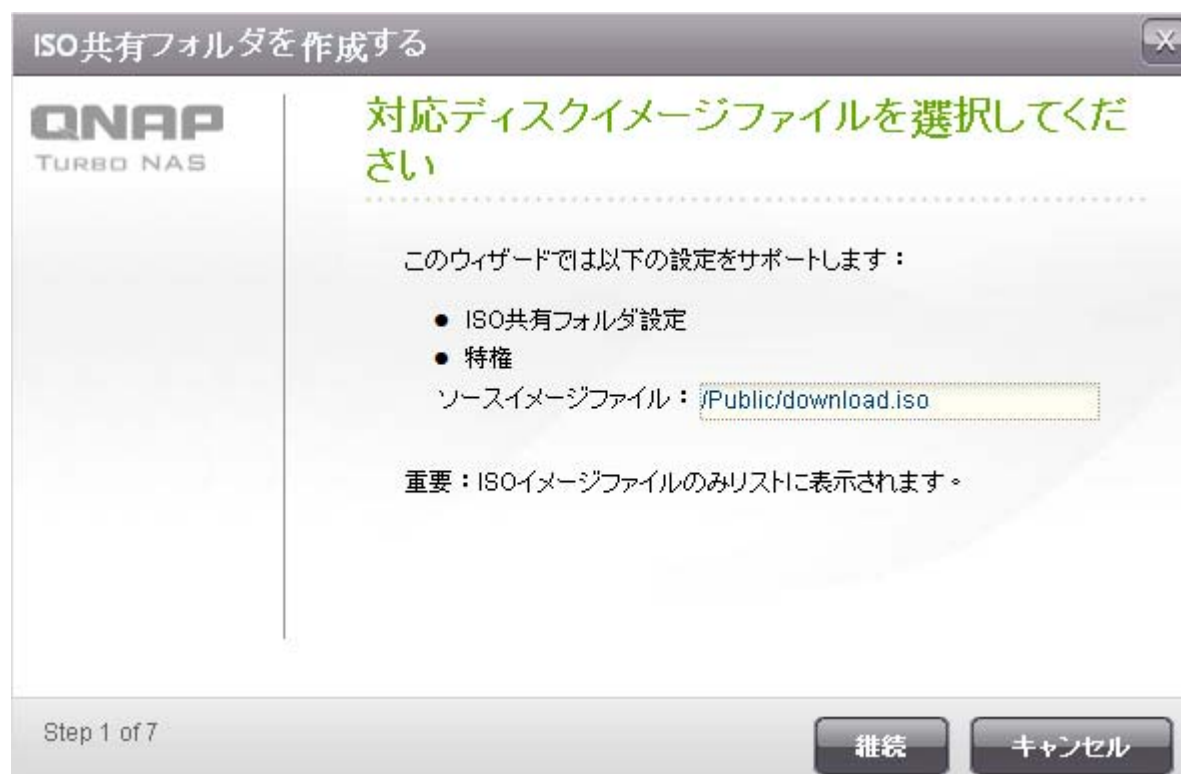 ISO共有フォルダを作成する
X
QNAP
TURBO NAS
対応ディスクイメージファイルを選択してくだ
さい
このウィザードでは以下の設定をサポートします：
● ISO共有フォルダ設定
● 特権
ソースイメージファイル： /Public/download.iso
重要：ISOイメージファイルのみリストに表示されます。
Step 1 of 7
継続 キャンセル